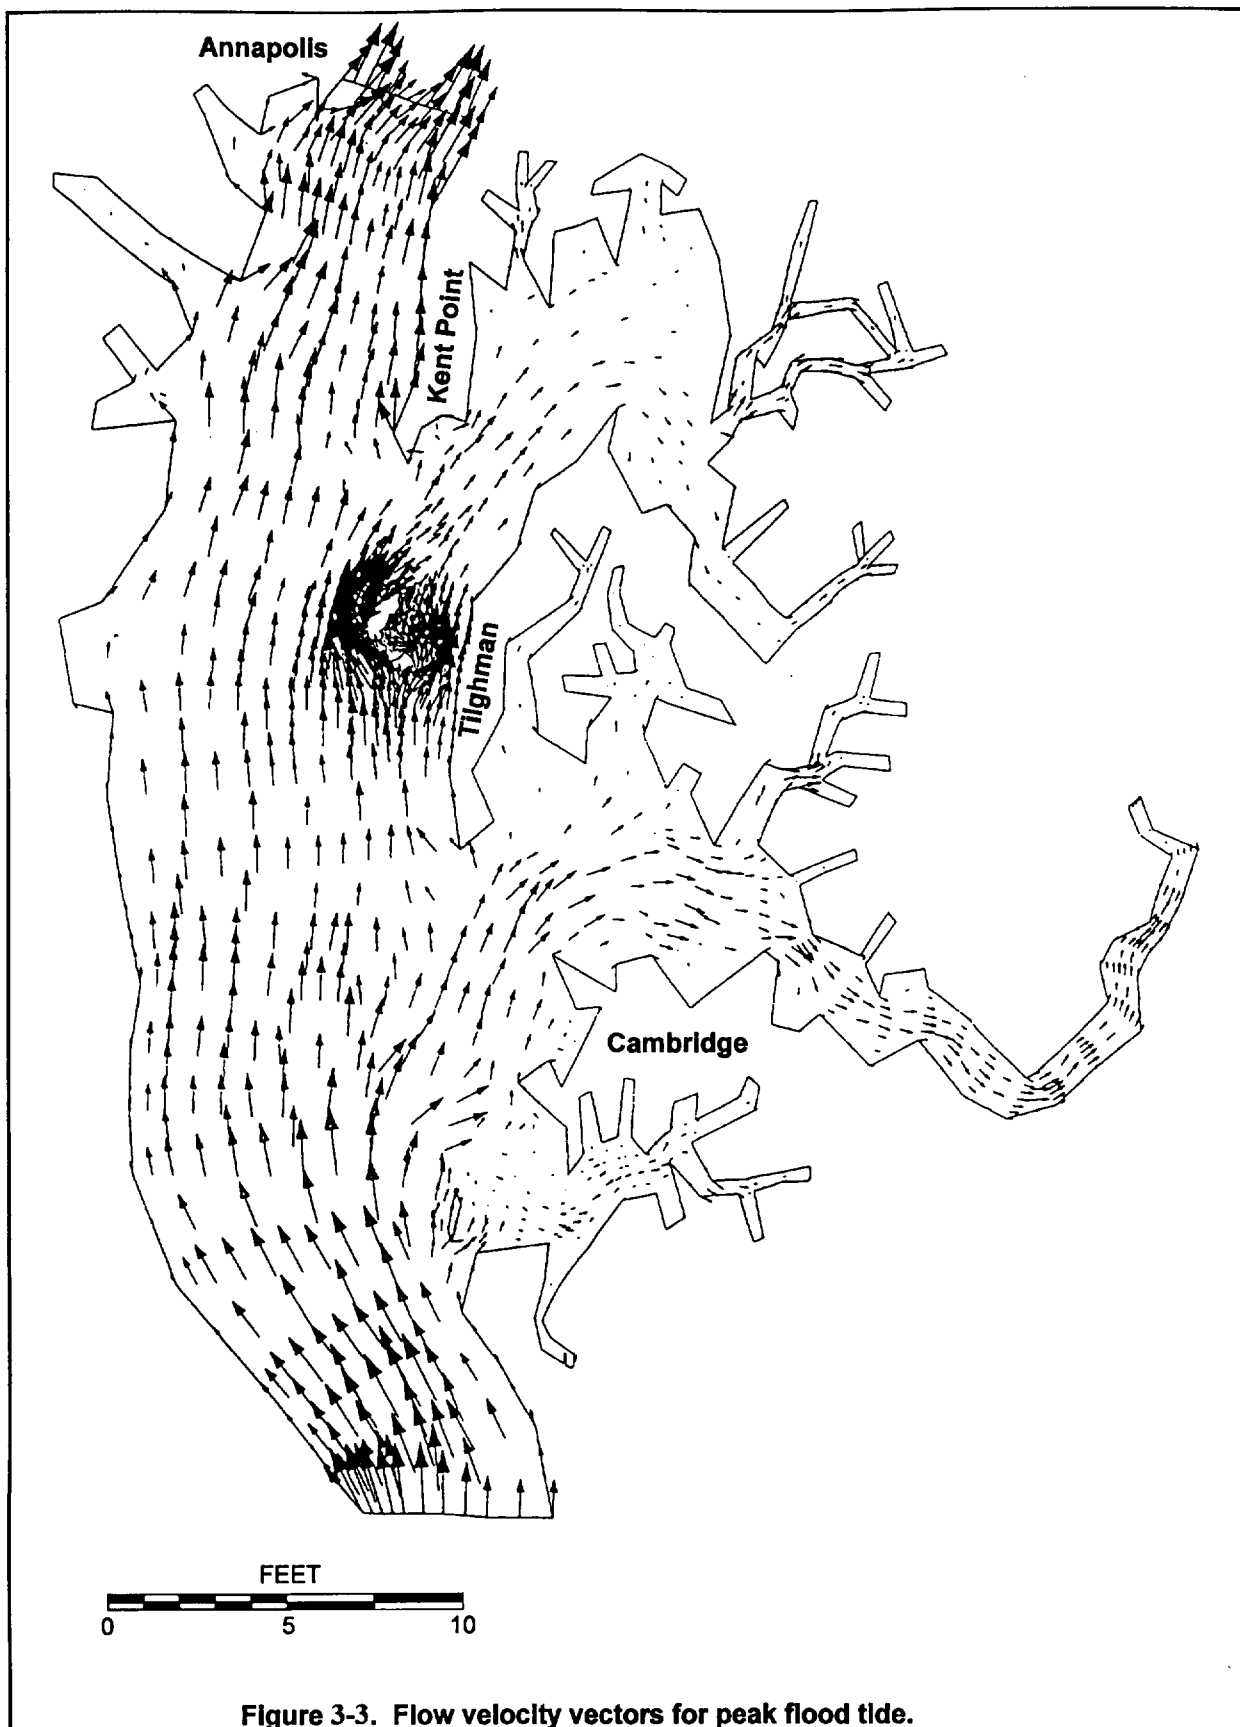 Annapolis
Kent Point
Tilghman
Cambridge
FEET
0 5 10
Figure 3-3. Flow velocity vectors for peak flood tide.